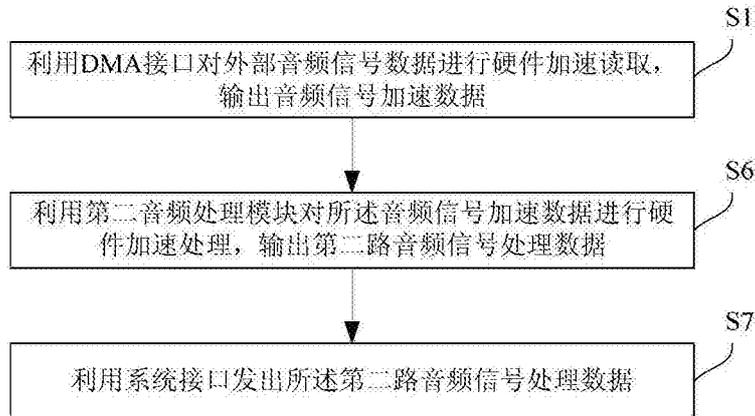 S1
利用DMA接口对外部音频信号数据进行硬件加速读取，
输出音频信号加速数据
S6
利用第二音频处理模块对所述音频信号加速数据进行硬
件加速处理，输出第二路音频信号处理数据
S7
利用系统接口发出所述第二路音频信号处理数据